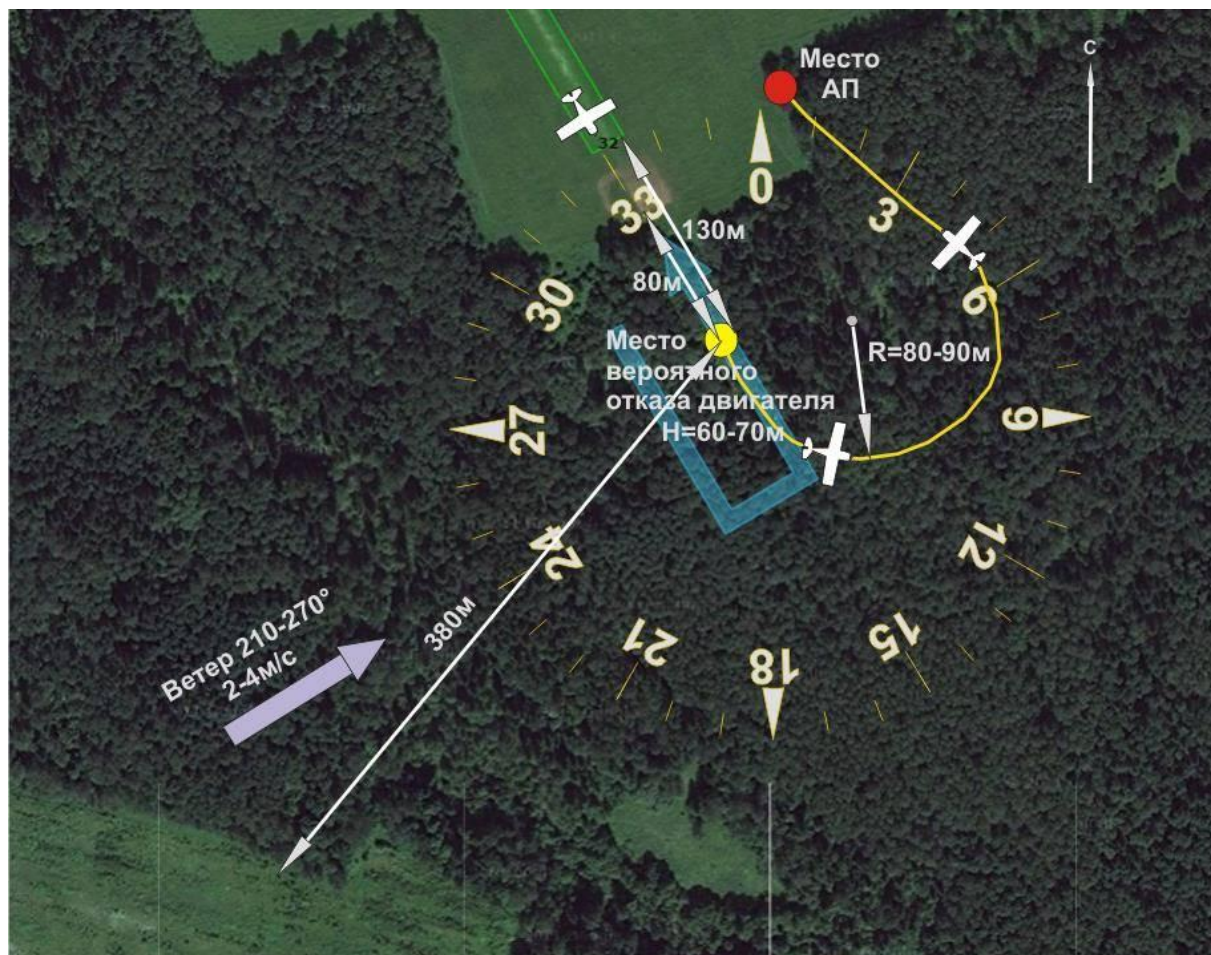 С
Место
АП
32
0
33
3
130м
80м
6
30
Место
вероятного
отказа двигателя
Н=60-70м
R=80-90м
27
9
24
12
380м
Ветер 210-270°
2-4м/с
21
15
18